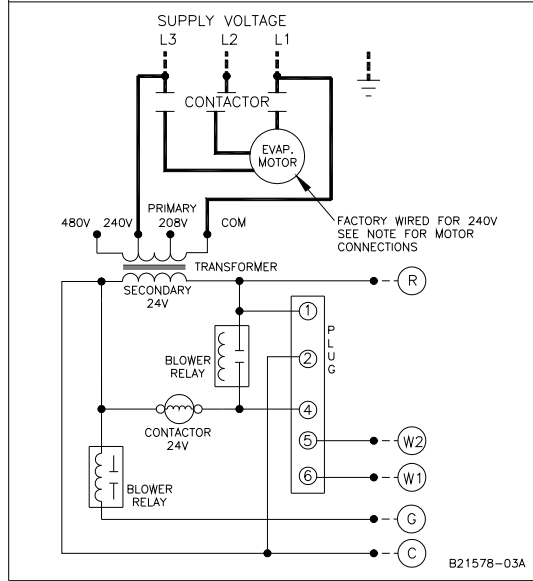 SUPPLY VOLTAGE
L3 L2 L1
CONTACTOR
EVAP.
MOTOR
PRIMARY
480V 240V 208V COM
FACTORY WIRED FOR 240V
SEE NOTE FOR MOTOR
CONNECTIONS
TRANSFORMER
SECONDARY
24V
R
1
PLUG
2
BLOWER
RELAY
4
CONTACTOR
24V
5
W2
6
W1
BLOWER
RELAY
G
C
B21578-03A